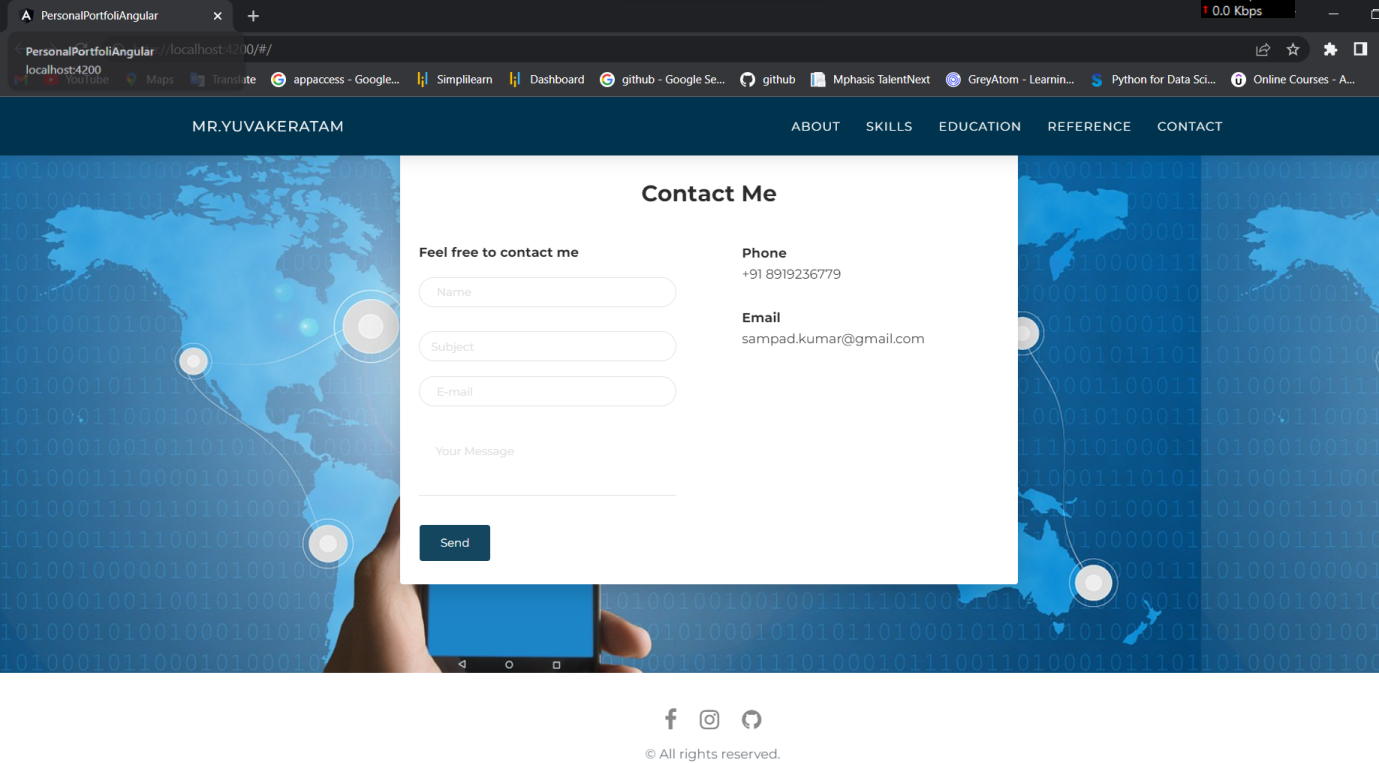 PersonalPortfoliAngular
0.0 Kbps
PersonalPortfoliAngular
localhost:4200/#/
localhost:4200
YouTube Maps Translate appaccess - Google... Simplilearn Dashboard github - Google Se... github Mphasis TalentNext GreyAtom - Learnin... Python for Data Sci... Online Courses - A...
MR.YUVAKERATAM ABOUT SKILLS EDUCATION REFERENCE CONTACT
Contact Me
Feel free to contact me
Name
Subject
E-mail
Your Message
Send
Phone
+91 8919236779
Email
sampad.kumar@gmail.com
© All rights reserved.